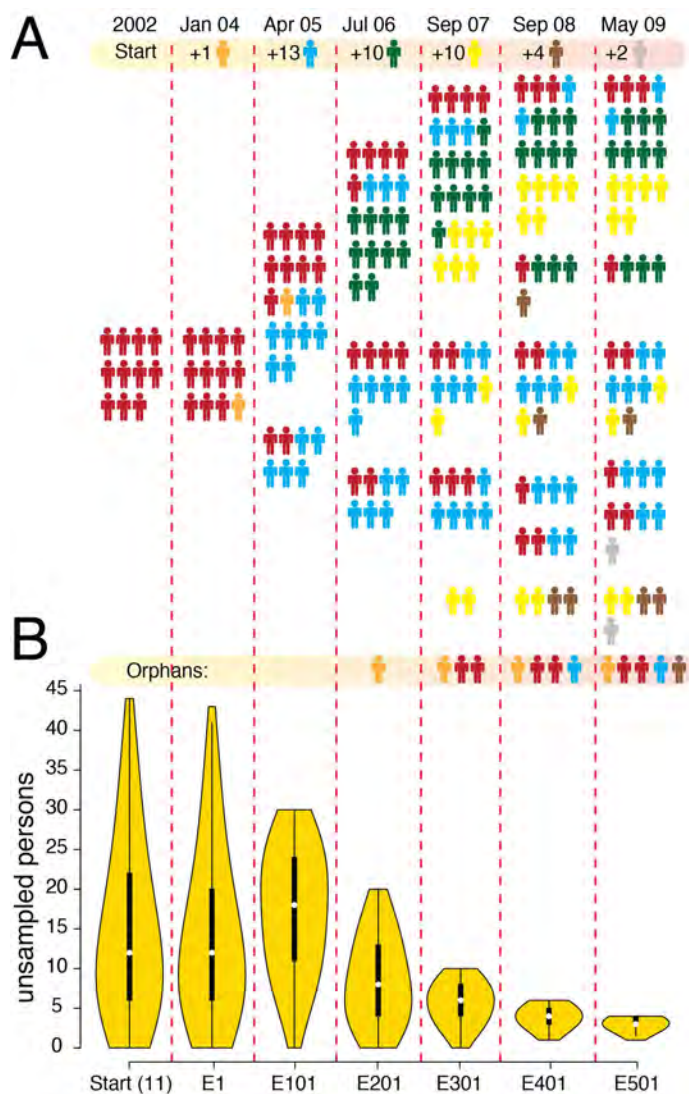 A
2002 Jan 04 Apr 05 Jul 06 Sep 07 Sep 08 May 09
Start +1 +13 +10 +10 +4 +2
B
Orphans:
45
40
35
30
25
20
15
10
5
0
unsampled persons
Start (11) E1 E101 E201 E301 E401 E501